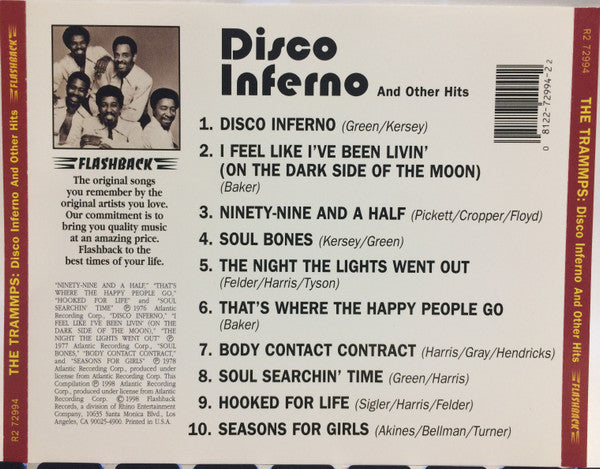 R2 72994
THE TRAMMPS: Disco Inferno And Other Hits FLASHBACK
FLASHBACK
The original songs
you remember by the
original artists you love.
Our commitment is to
bring you quality music
at an amazing price.
Flashback to the
best times of your life.
"NINETY-NINE AND A HALF," "THAT'S
WHERE THE HAPPY PEOPLE GO,"
"HOOKED FOR LIFE" and "SOUL
SEARCHIN' TIME" Ⓟ 1976 Atlantic
Recording Corp., "DISCO INFERNO," "I
FEEL LIKE I'VE BEEN LIVIN' (ON THE
DARK SIDE OF THE MOON)," "THE
NIGHT THE LIGHTS WENT OUT" Ⓟ
1977 Atlantic Recording Corp., "SOUL
BONES," "BODY CONTACT CONTRACT,"
and "SEASONS FOR GIRLS" Ⓟ 1978
Atlantic Recording Corp., produced under
license from Atlantic Recording Corp. This
Compilation Ⓟ 1998 Atlantic Recording
Corp., produced under license from Atlantic
Recording Corp. ©1998 Flashback
Records, a division of Rhino Entertainment
Company, 10635 Santa Monica Blvd., Los
Angeles, CA 90025-4900. Printed in U.S.A.
Disco
Inferno And Other Hits
1. DISCO INFERNO (Green/Kersey)
2. I FEEL LIKE I'VE BEEN LIVIN'
(ON THE DARK SIDE OF THE MOON)
(Baker)
3. NINETY-NINE AND A HALF (Pickett/Cropper/Floyd)
4. SOUL BONES (Kersey/Green)
5. THE NIGHT THE LIGHTS WENT OUT
(Felder/Harris/Tyson)
6. THAT'S WHERE THE HAPPY PEOPLE GO
(Baker)
7. BODY CONTACT CONTRACT (Harris/Gray/Hendricks)
8. SOUL SEARCHIN' TIME (Green/Harris)
9. HOOKED FOR LIFE (Sigler/Harris/Felder)
10. SEASONS FOR GIRLS (Akines/Bellman/Turner)
0 8122-72994-2 2
R2 72994
THE TRAMMPS: Disco Inferno And Other Hits FLASHBACK